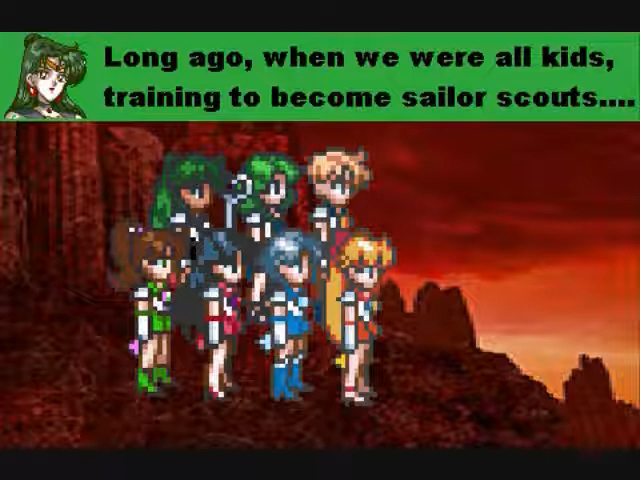 Long ago, when we were all kids,
training to become sailor scouts....